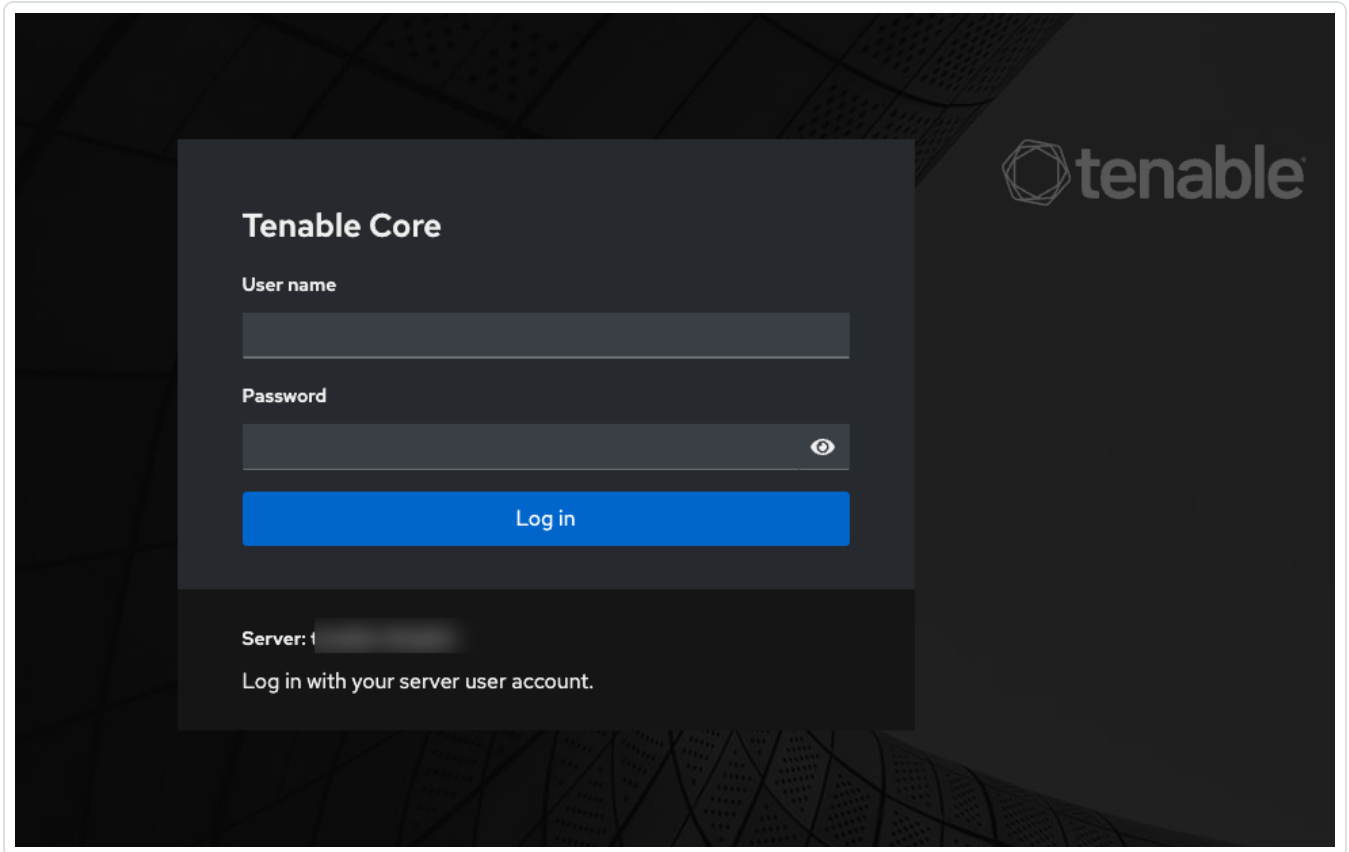 tenable
Tenable Core
User name
Password
Log in
Server:
Log in with your server user account.